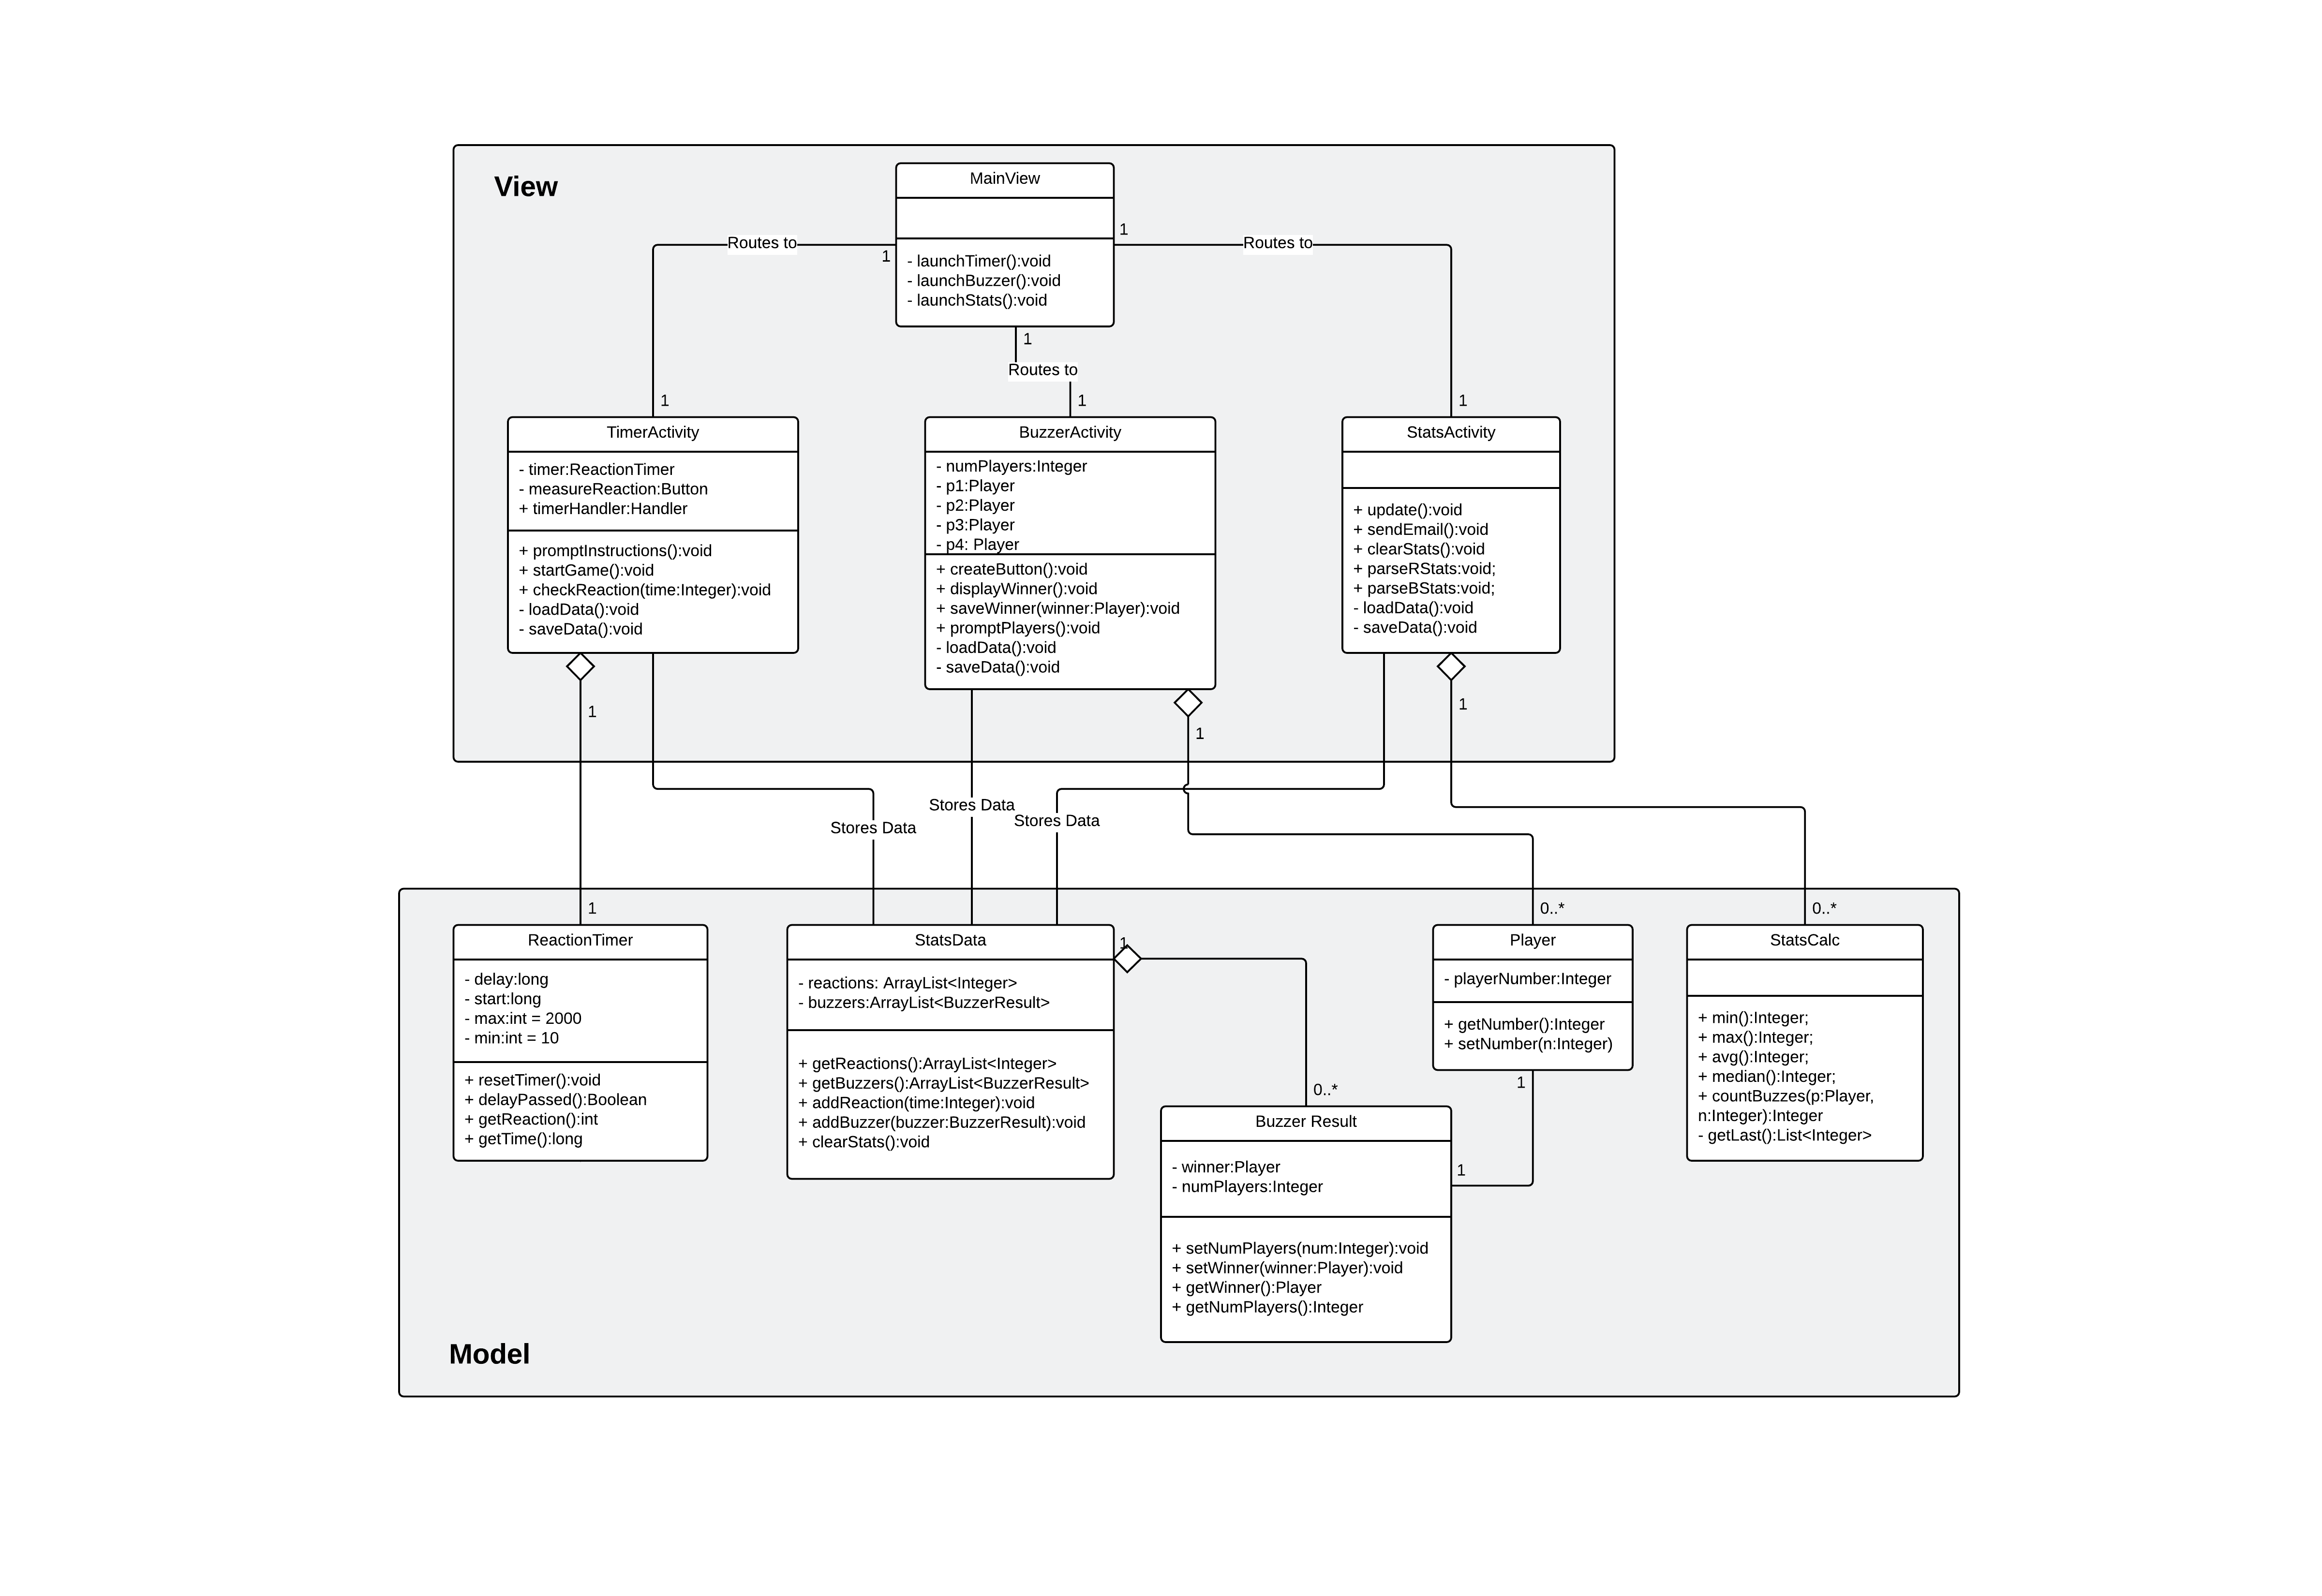 View
MainView
- launchTimer():void
- launchBuzzer():void
- launchStats():void
1
Routes to
1
1
Routes to
1
1
Routes to
1
TimerActivity
- timer:ReactionTimer
- measureReaction:Button
+ timerHandler:Handler
+ promptInstructions():void
+ startGame():void
+ checkReaction(time:Integer):void
- loadData():void
- saveData():void
1
BuzzerActivity
- numPlayers:Integer
- p1:Player
- p2:Player
- p3:Player
- p4: Player
+ createButton():void
+ displayWinner():void
+ saveWinner(winner:Player):void
+ promptPlayers():void
- loadData():void
- saveData():void
1
StatsActivity
+ update():void
+ sendEmail():void
+ clearStats():void
+ parseRStats:void;
+ parseBStats:void;
- loadData():void
- saveData():void
1
Stores Data
Stores Data
Stores Data
1
ReactionTimer
- delay:long
- start:long
- max:int = 2000
- min:int = 10
+ resetTimer():void
+ delayPassed():Boolean
+ getReaction():int
+ getTime():long
StatsData
- reactions: ArrayList<Integer>
- buzzers:ArrayList<BuzzerResult>
+ getReactions():ArrayList<Integer>
+ getBuzzers():ArrayList<BuzzerResult>
+ addReaction(time:Integer):void
+ addBuzzer(buzzer:BuzzerResult):void
+ clearStats():void
1
0..*
Buzzer Result
- winner:Player
- numPlayers:Integer
+ setNumPlayers(num:Integer):void
+ setWinner(winner:Player):void
+ getWinner():Player
+ getNumPlayers():Integer
1
0..*
Player
- playerNumber:Integer
+ getNumber():Integer
+ setNumber(n:Integer)
1
0..*
StatsCalc
+ min():Integer;
+ max():Integer;
+ avg():Integer;
+ median():Integer;
+ countBuzzes(p:Player,
n:Integer):Integer
- getLast():List<Integer>
Model